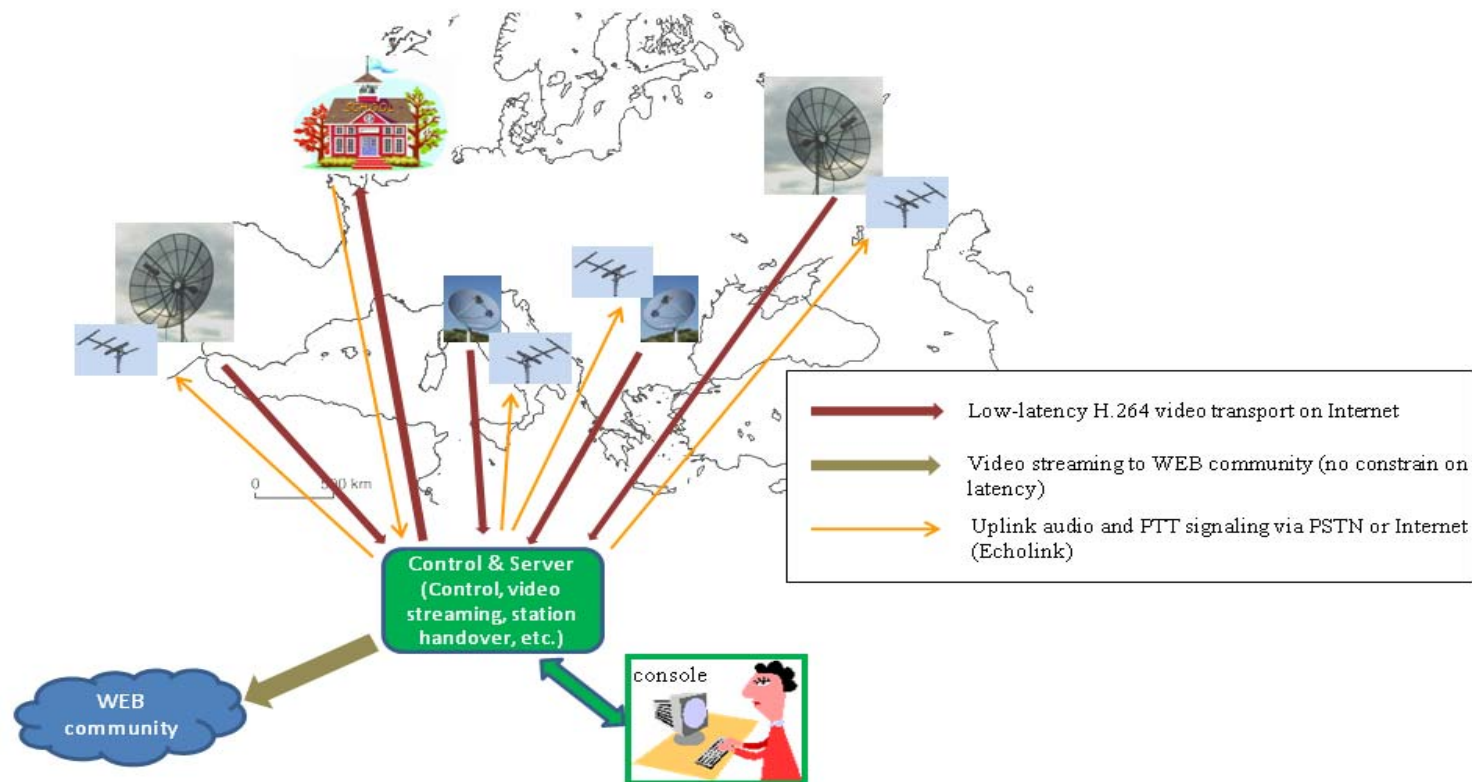 SCHOOL
0
500 km
Low-latency H.264 video transport on Internet
Video streaming to WEB community (no constrain on
latency)
Uplink audio and PTT signaling via PSTN or Internet
(Echolink)
Control & Server
(Control, video
streaming, station
handover, etc.)
console
WEB
community